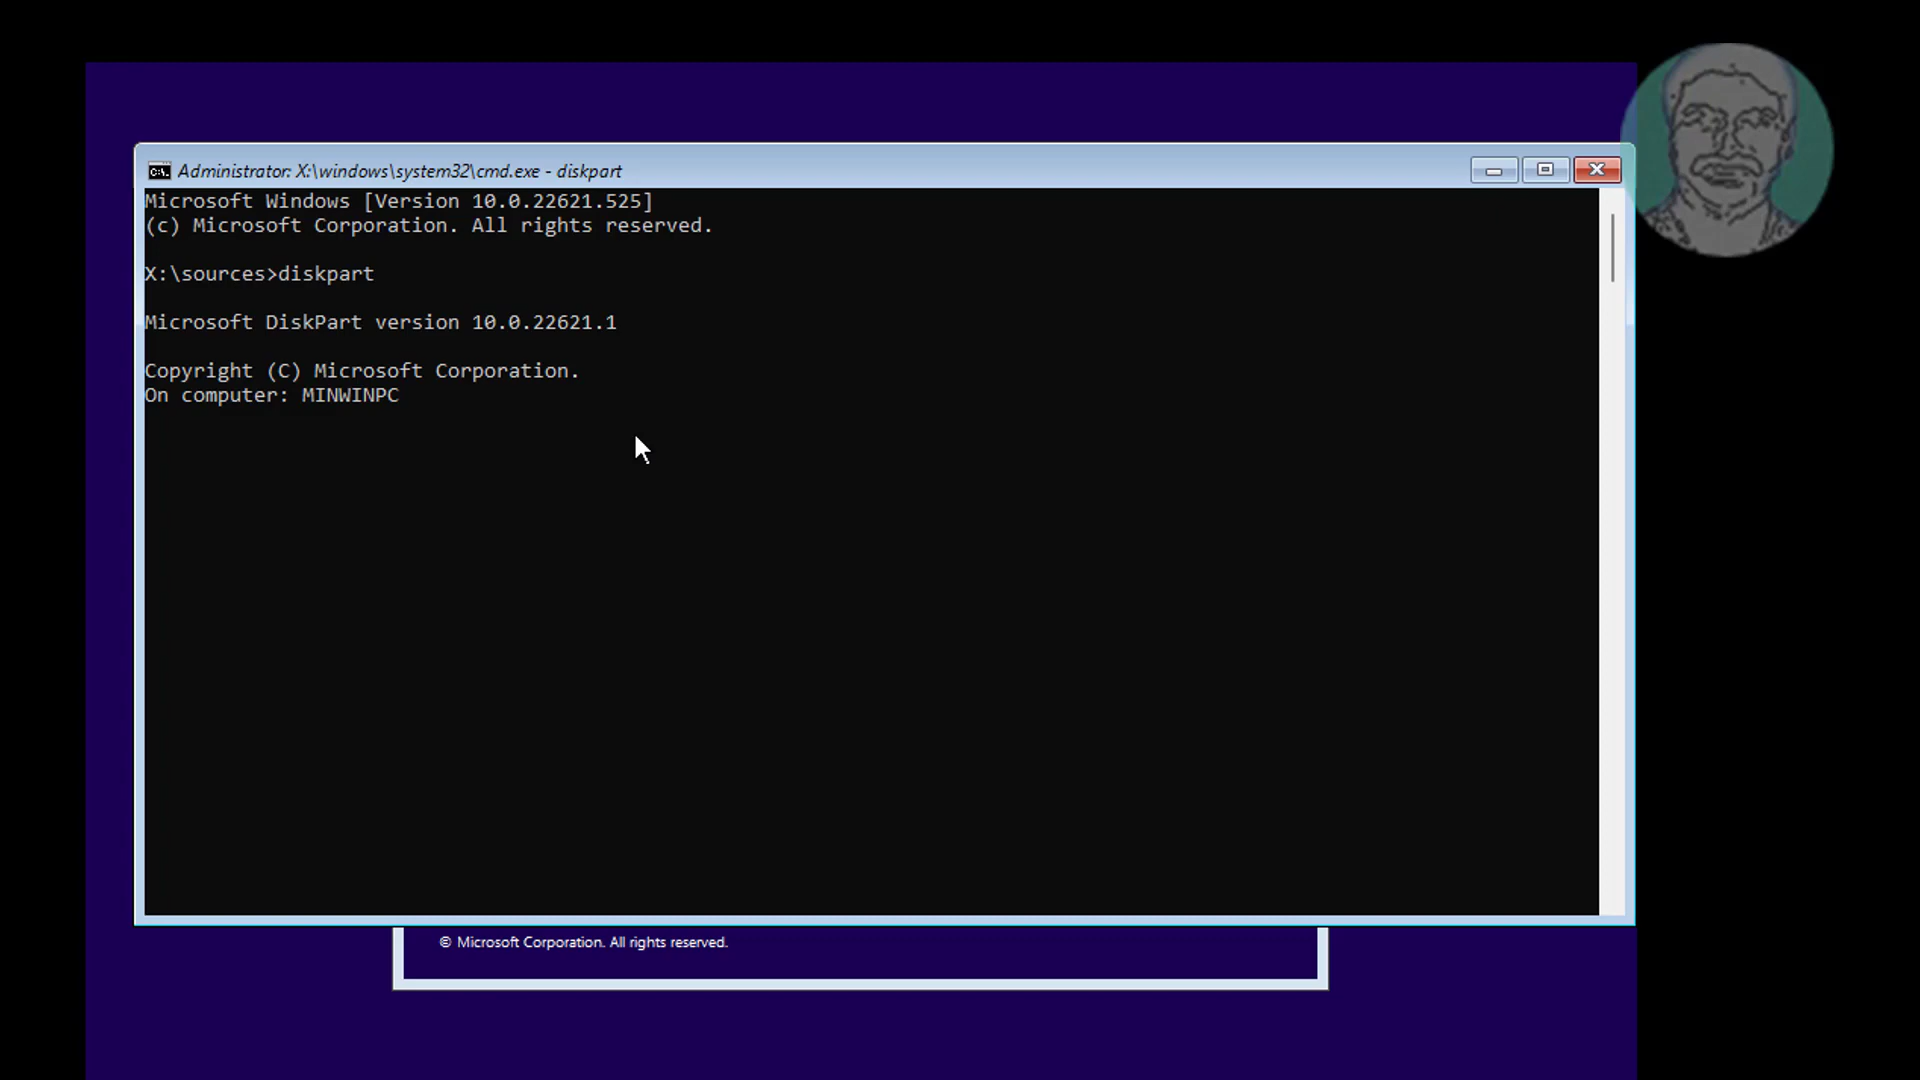 Administrator: X:\windows\system32\cmd.exe - diskpart
Microsoft Windows [Version 10.0.22621.525]
(c) Microsoft Corporation. All rights reserved.
X:\sources>diskpart
Microsoft DiskPart version 10.0.22621.1
Copyright (C) Microsoft Corporation.
On computer: MINWINPC
© Microsoft Corporation. All rights reserved.